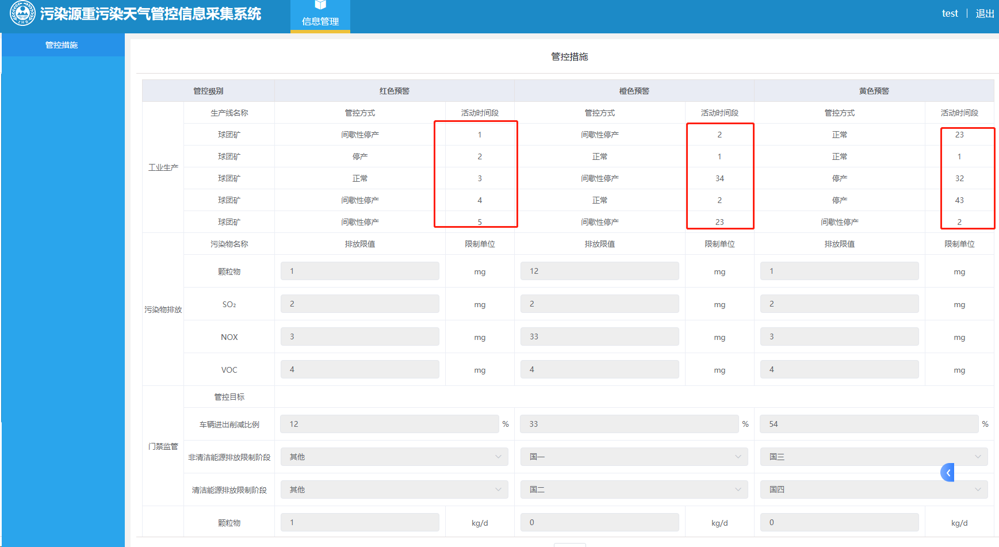 污染源重污染天气管控信息采集系统
信息管理
test 退出
管控措施
管控措施
管控级别 红色预警 橙色预警 黄色预警
工业生产
生产线名称 管控方式 活动时间段 管控方式 活动时间段 管控方式 活动时间段
球团矿 间歇性停产 1 间歇性停产 2 正常 23
球团矿 停产 2 正常 1 正常 1
球团矿 正常 3 间歇性停产 34 停产 32
球团矿 间歇性停产 4 正常 2 停产 43
球团矿 间歇性停产 5 间歇性停产 23 间歇性停产 2
污染物排放
污染物名称 排放限值 限制单位 排放限值 限制单位 排放限值 限制单位
颗粒物 1 mg 12 mg 1 mg
SO₂ 2 mg 2 mg 2 mg
NOX 3 mg 33 mg 3 mg
VOC 4 mg 4 mg 4 mg
门禁监管
管控目标
车辆进出削减比例 12 % 33 % 54 %
非清洁能源排放限制阶段 其他 国一 国三
清洁能源排放限制阶段 其他 国二 国四
颗粒物 1 kg/d 0 kg/d 0 kg/d